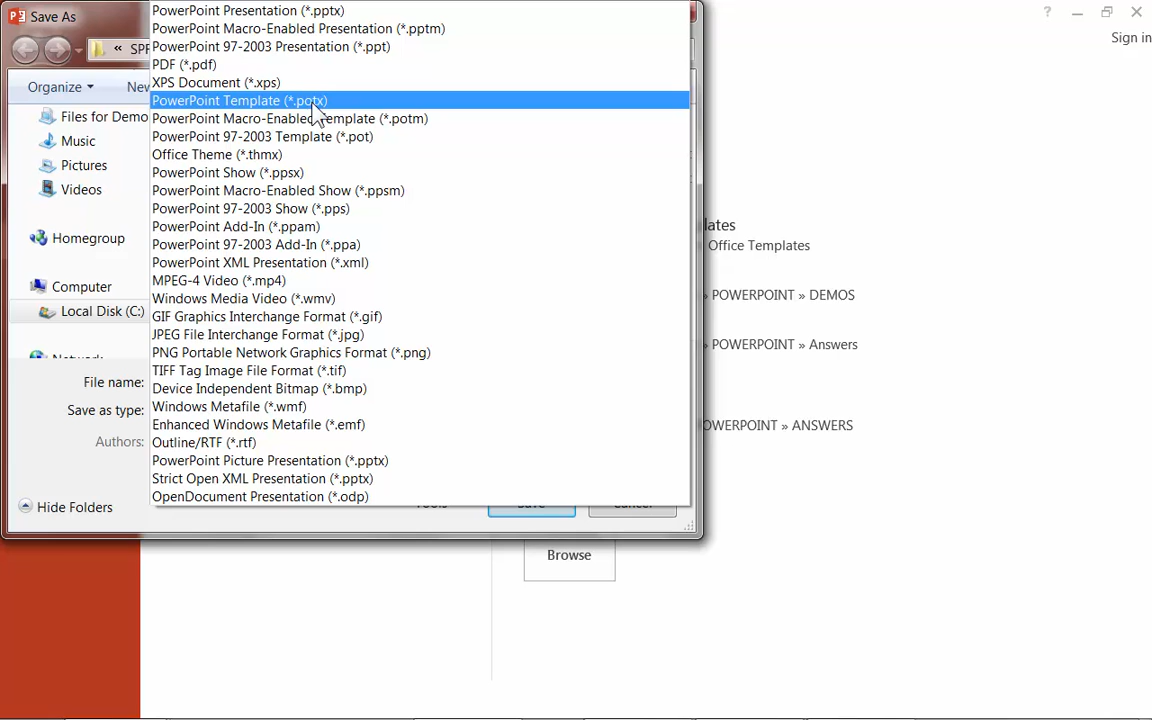 Save As
Sign in
« SPF
Organize
New
PowerPoint Presentation (*.pptx)
PowerPoint Macro-Enabled Presentation (*.pptm)
PowerPoint 97-2003 Presentation (*.ppt)
PDF (*.pdf)
XPS Document (*.xps)
PowerPoint Template (*.potx)
PowerPoint Macro-Enabled Template (*.potm)
PowerPoint 97-2003 Template (*.pot)
Office Theme (*.thmx)
PowerPoint Show (*.ppsx)
PowerPoint Macro-Enabled Show (*.ppsm)
PowerPoint 97-2003 Show (*.pps)
PowerPoint Add-In (*.ppam)
PowerPoint 97-2003 Add-In (*.ppa)
PowerPoint XML Presentation (*.xml)
MPEG-4 Video (*.mp4)
Windows Media Video (*.wmv)
GIF Graphics Interchange Format (*.gif)
JPEG File Interchange Format (*.jpg)
PNG Portable Network Graphics Format (*.png)
TIFF Tag Image File Format (*.tif)
Device Independent Bitmap (*.bmp)
Windows Metafile (*.wmf)
Enhanced Windows Metafile (*.emf)
Outline/RTF (*.rtf)
PowerPoint Picture Presentation (*.pptx)
Strict Open XML Presentation (*.pptx)
OpenDocument Presentation (*.odp)
Files for Demo
Music
Pictures
Videos
Homegroup
Computer
Local Disk (C:)
Network
File name:
Save as type:
Authors:
Hide Folders
Tools
Save
Cancel
lates
Office Templates
» POWERPOINT » DEMOS
» POWERPOINT » Answers
OWERPOINT » ANSWERS
Browse